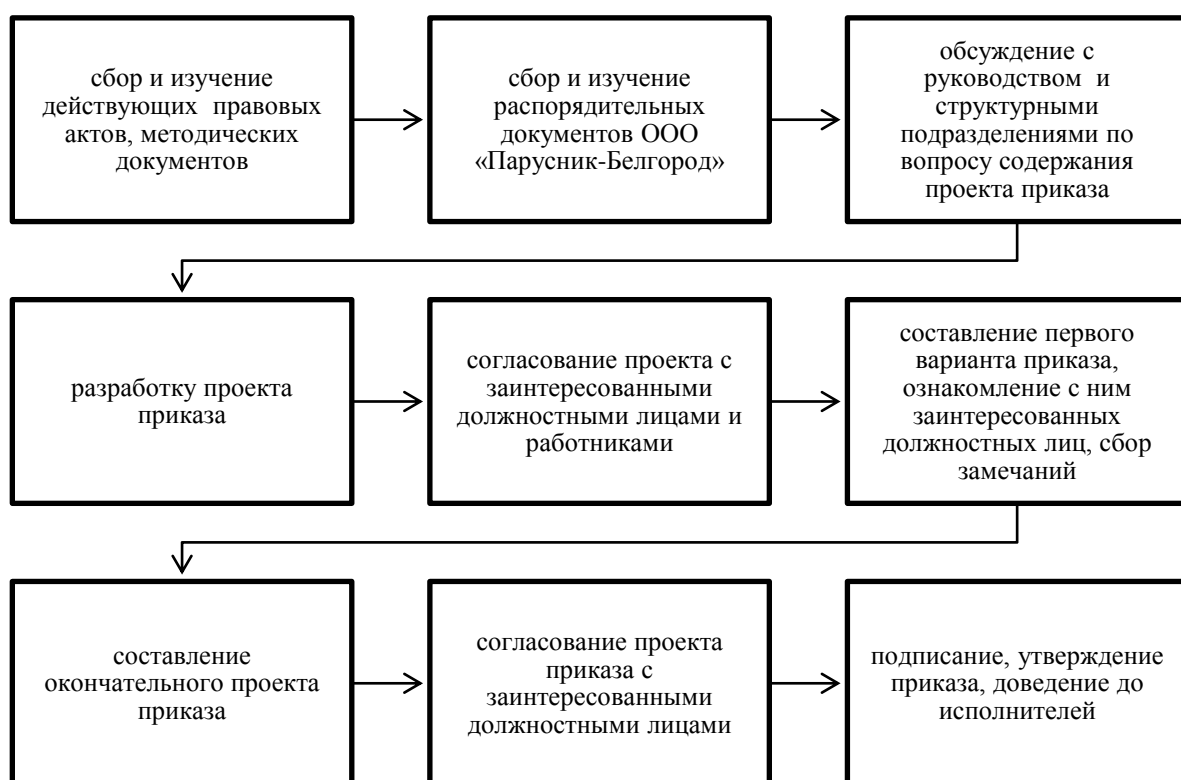 сбор и изучение
действующих правовых
актов, методических
документов
сбор и изучение
распорядительных
документов ООО
«Парусник-Белгород»
обсуждение с
руководством и
структурными
подразделениями по
вопросу содержания
проекта приказа
разработку проекта
приказа
согласование проекта с
заинтересованными
должностными лицами и
работниками
составление первого
варианта приказа,
ознакомление с ним
заинтересованных
должностных лиц, сбор
замечаний
составление
окончательного проекта
приказа
согласование проекта
приказа с
заинтересованными
должностными лицами
подписание, утверждение
приказа, доведение до
исполнителей